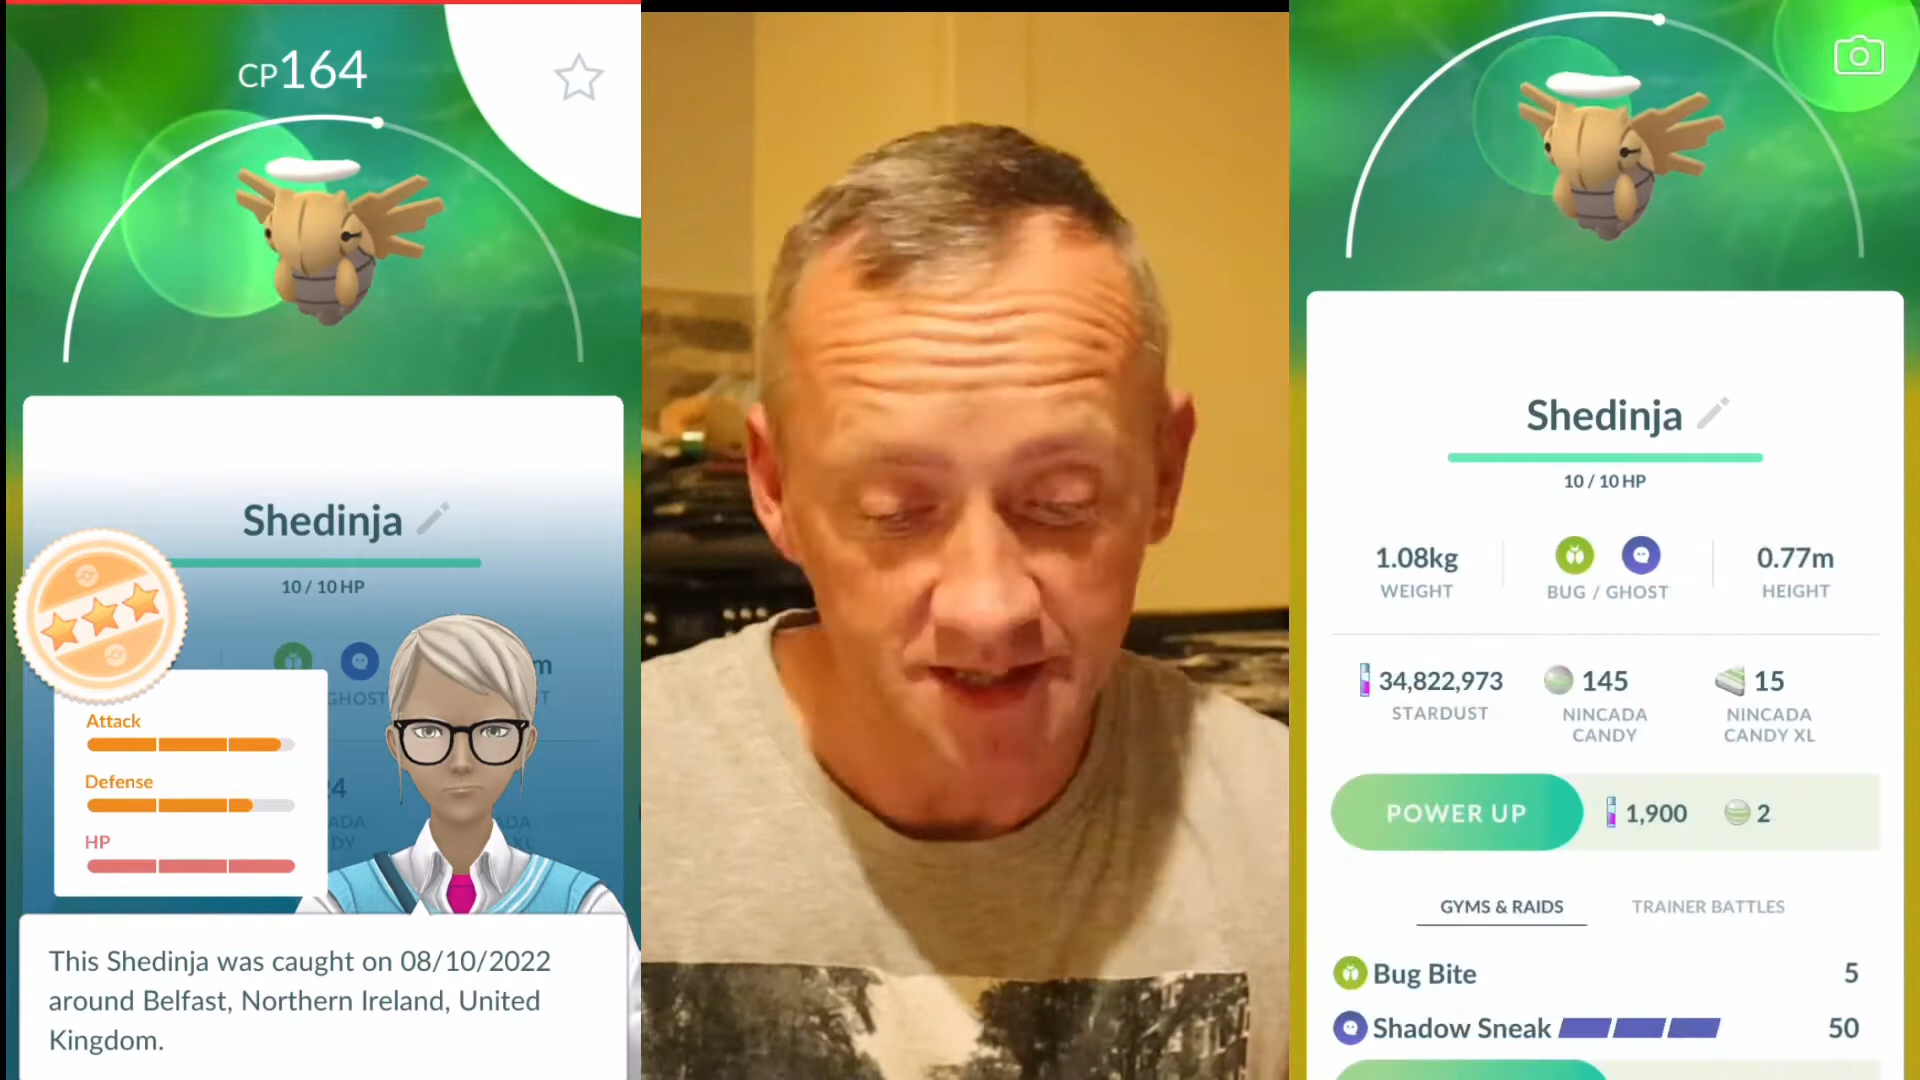 CP164
Shedinja
10 / 10 HP
GHOST
m
T
Attack
Defense
HP
This Shedinja was caught on 08/10/2022
around Belfast, Northern Ireland, United
Kingdom.
Shedinja
10 / 10 HP
1.08kg
WEIGHT
BUG / GHOST
0.77m
HEIGHT
34,822,973
STARDUST
145
NINCADA
CANDY
15
NINCADA
CANDY XL
POWER UP
1,900
2
GYMS & RAIDS
TRAINER BATTLES
Bug Bite
5
Shadow Sneak
50